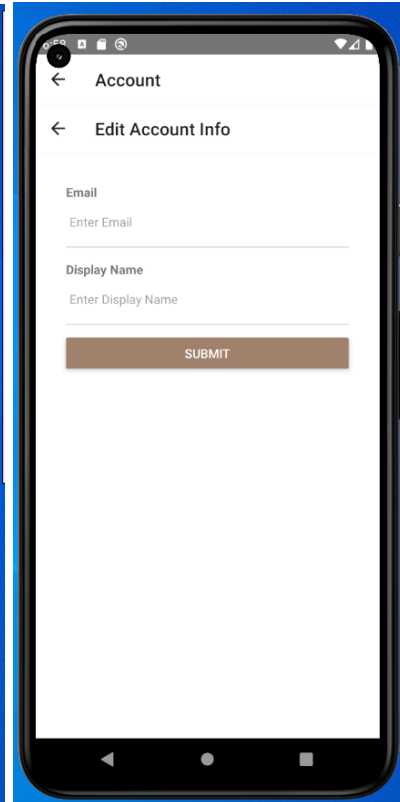 Account
Edit Account Info
Email
Enter Email
Display Name
Enter Display Name
SUBMIT